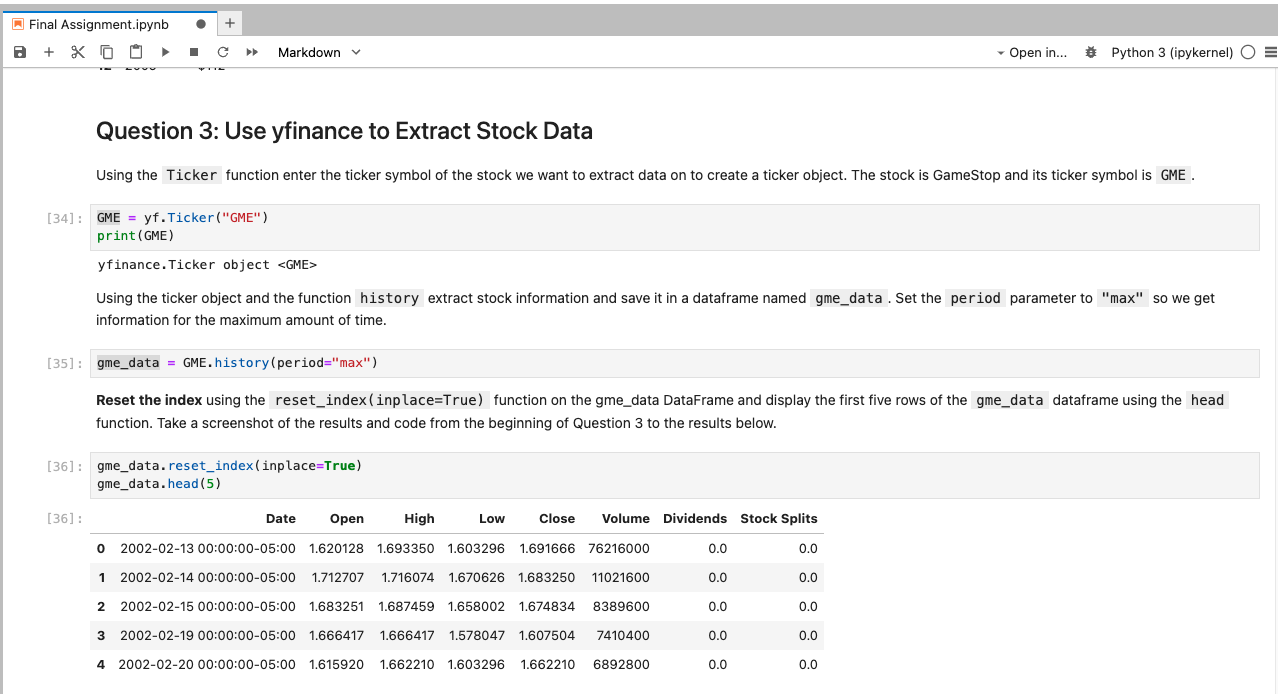 Final Assignment.ipynb
Markdown
Open in...
Python 3 (ipykernel)
Question 3: Use yfinance to Extract Stock Data
Using the Ticker function enter the ticker symbol of the stock we want to extract data on to create a ticker object. The stock is GameStop and its ticker symbol is GME .
[34]: GME = yf.Ticker("GME")
print(GME)
yfinance.Ticker object <GME>
Using the ticker object and the function history extract stock information and save it in a dataframe named gme_data . Set the period parameter to "max" so we get
information for the maximum amount of time.
[35]: gme_data = GME.history(period="max")
Reset the index using the reset_index(inplace=True) function on the gme_data DataFrame and display the first five rows of the gme_data dataframe using the head
function. Take a screenshot of the results and code from the beginning of Question 3 to the results below.
[36]: gme_data.reset_index(inplace=True)
gme_data.head(5)
[36]: Date Open High Low Close Volume Dividends Stock Splits
0 2002-02-13 00:00:00-05:00 1.620128 1.693350 1.603296 1.691666 76216000 0.0 0.0
1 2002-02-14 00:00:00-05:00 1.712707 1.716074 1.670626 1.683250 11021600 0.0 0.0
2 2002-02-15 00:00:00-05:00 1.683251 1.687459 1.658002 1.674834 8389600 0.0 0.0
3 2002-02-19 00:00:00-05:00 1.666417 1.666417 1.578047 1.607504 7410400 0.0 0.0
4 2002-02-20 00:00:00-05:00 1.615920 1.662210 1.603296 1.662210 6892800 0.0 0.0